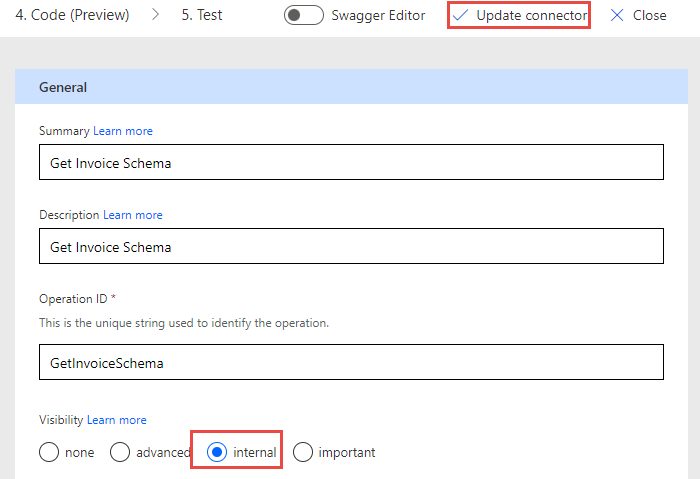 4. Code (Preview) > 5. Test Swagger Editor Update connector Close
General
Summary Learn more
Get Invoice Schema
Description Learn more
Get Invoice Schema
Operation ID *
This is the unique string used to identify the operation.
GetInvoiceSchema
Visibility Learn more
none advanced internal important